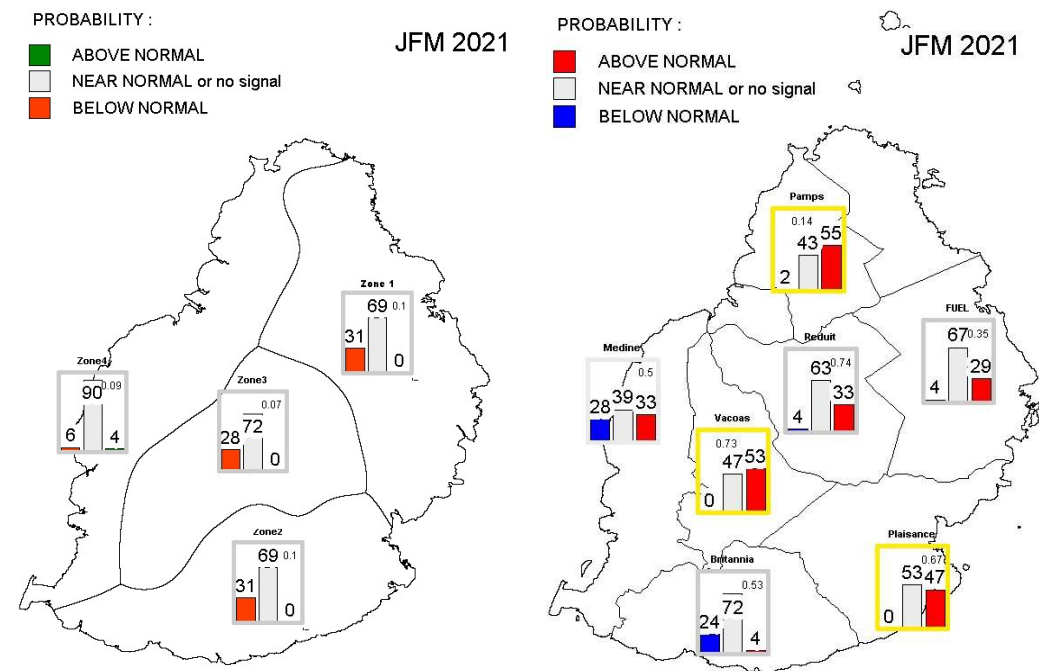 PROBABILITY :
ABOVE NORMAL
NEAR NORMAL or no signal
BELOW NORMAL
JFM 2021
Zone 1
69 0.1
31
0
Zone4
90 0.09
6
4
Zone3
0.07
72
28
0
Zone2
69 0.1
31
0
PROBABILITY :
ABOVE NORMAL
NEAR NORMAL or no signal
BELOW NORMAL
JFM 2021
Pamps
0.14
43 55
2
FUEL
67 0.35
29
4
Reduit
63 0.74
33
4
Medine
0.5
28 39 33
Vacoas
0.73
47 53
0
Plaisance
0.67
53 47
0
Britannia
0.53
72
24
4